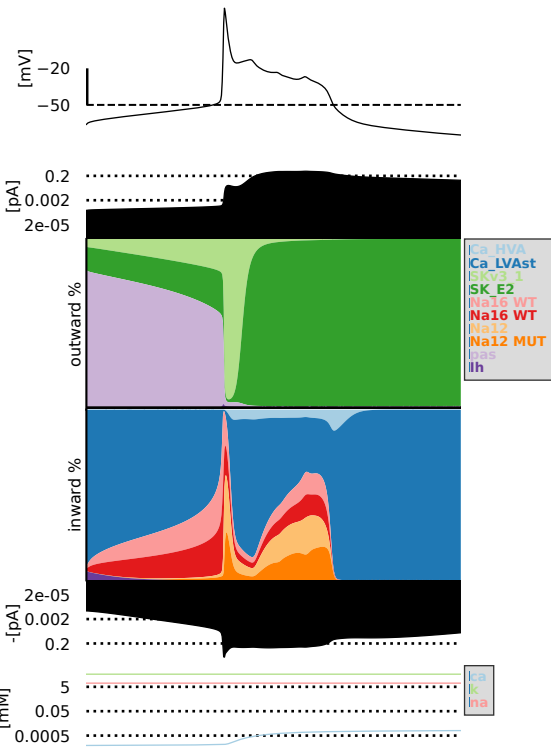 [mV]
−20
−50
[pA]
0.2
0.002
2e-05
outward %
Ca_HVA
Ca_LVAst
SKv3_1
SK_E2
Na16 WT
Na16 WT
Na12
Na12 MUT
pas
Ih
inward %
-[pA]
2e-05
0.002
0.2
[mM]
5
0.05
0.0005
ca
k
na